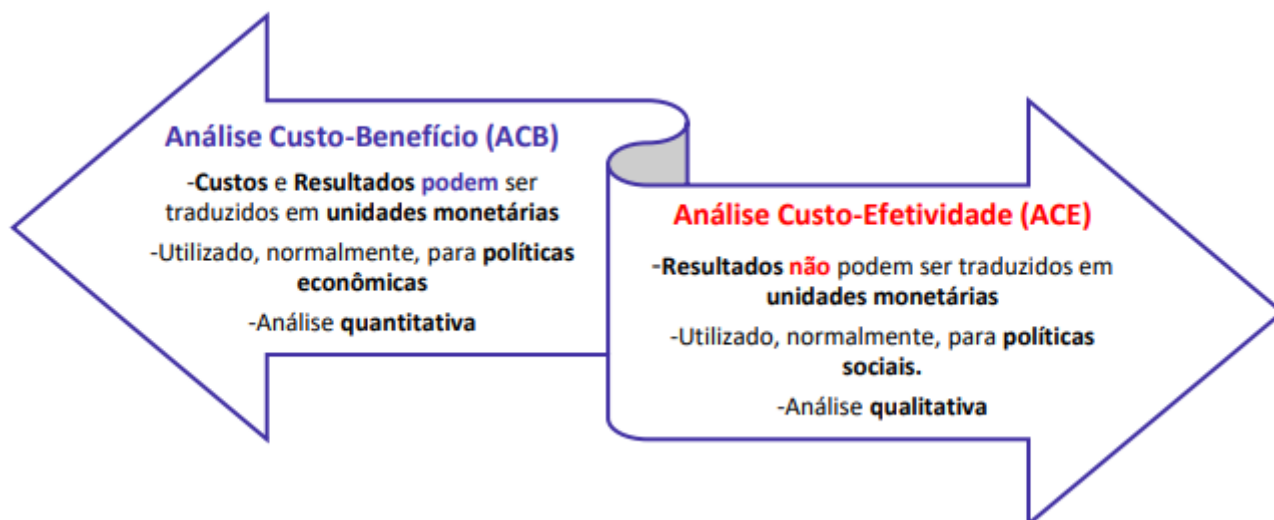 Análise Custo-Benefício (ACB)
-Custos e Resultados podem ser
traduzidos em unidades monetárias
-Utilizado, normalmente, para políticas
econômicas
-Análise quantitativa
Análise Custo-Efetividade (ACE)
-Resultados não podem ser traduzidos em
unidades monetárias
-Utilizado, normalmente, para políticas
sociais.
-Análise qualitativa